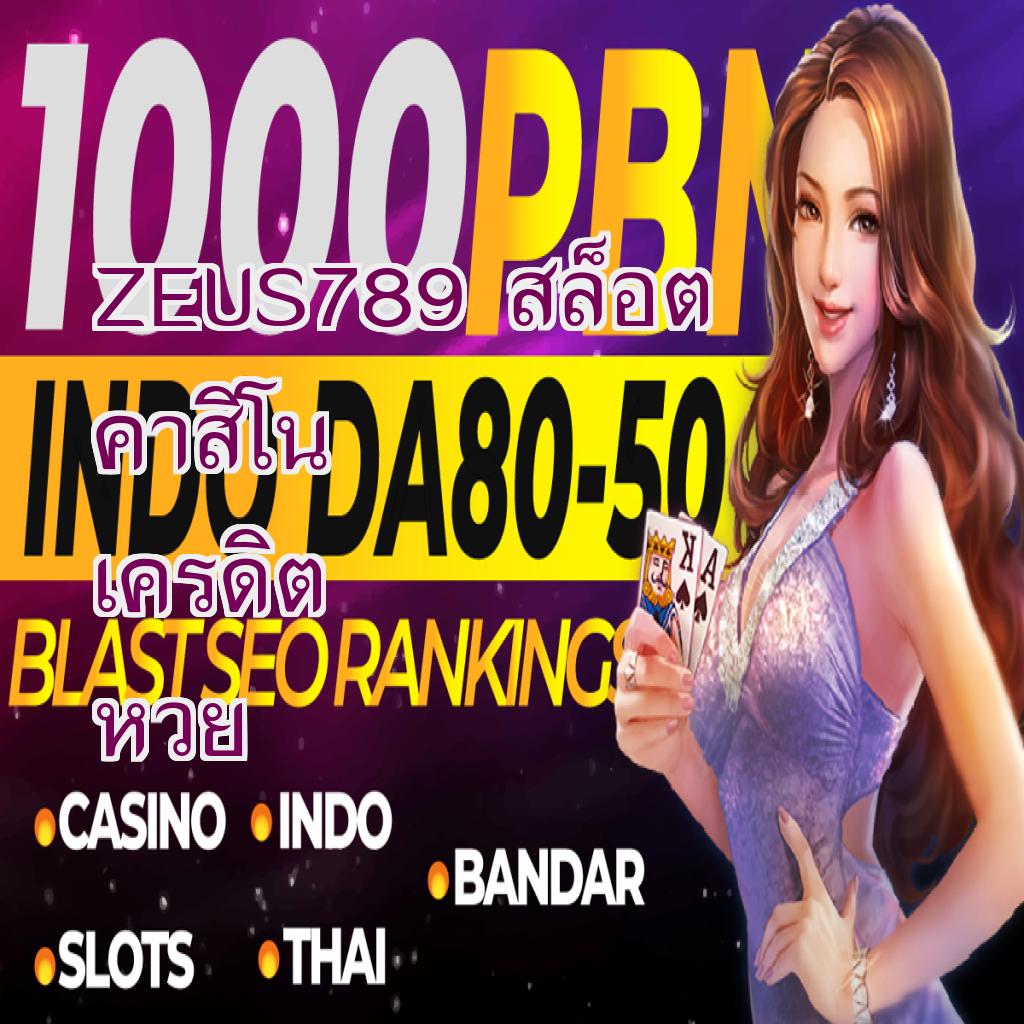 1000PBN
ZEUS789 สล็อต
INDO DA80-50
คาสิโน
เครดิต
BLAST SEO RANKINGS
หวย
CASINO
INDO
BANDAR
SLOTS
THAI
K
A